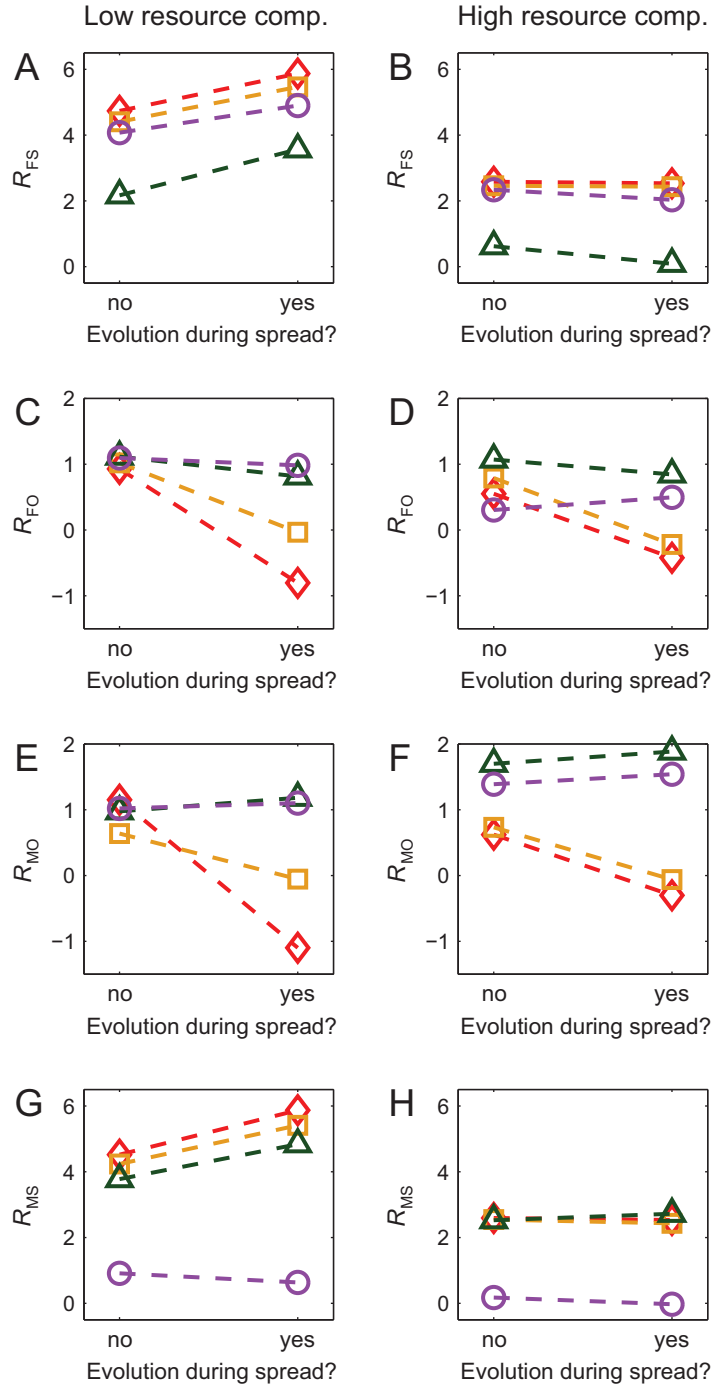 Low resource comp. High resource comp.
A B
6 6
4 4
2 2
0 0
R_FS R_FS
no yes no yes
Evolution during spread? Evolution during spread?
C D
2 2
1 1
0 0
−1 −1
R_FO R_FO
no yes no yes
Evolution during spread? Evolution during spread?
E F
2 2
1 1
0 0
−1 −1
R_MO R_MO
no yes no yes
Evolution during spread? Evolution during spread?
G H
6 6
4 4
2 2
0 0
R_MS R_MS
no yes no yes
Evolution during spread? Evolution during spread?